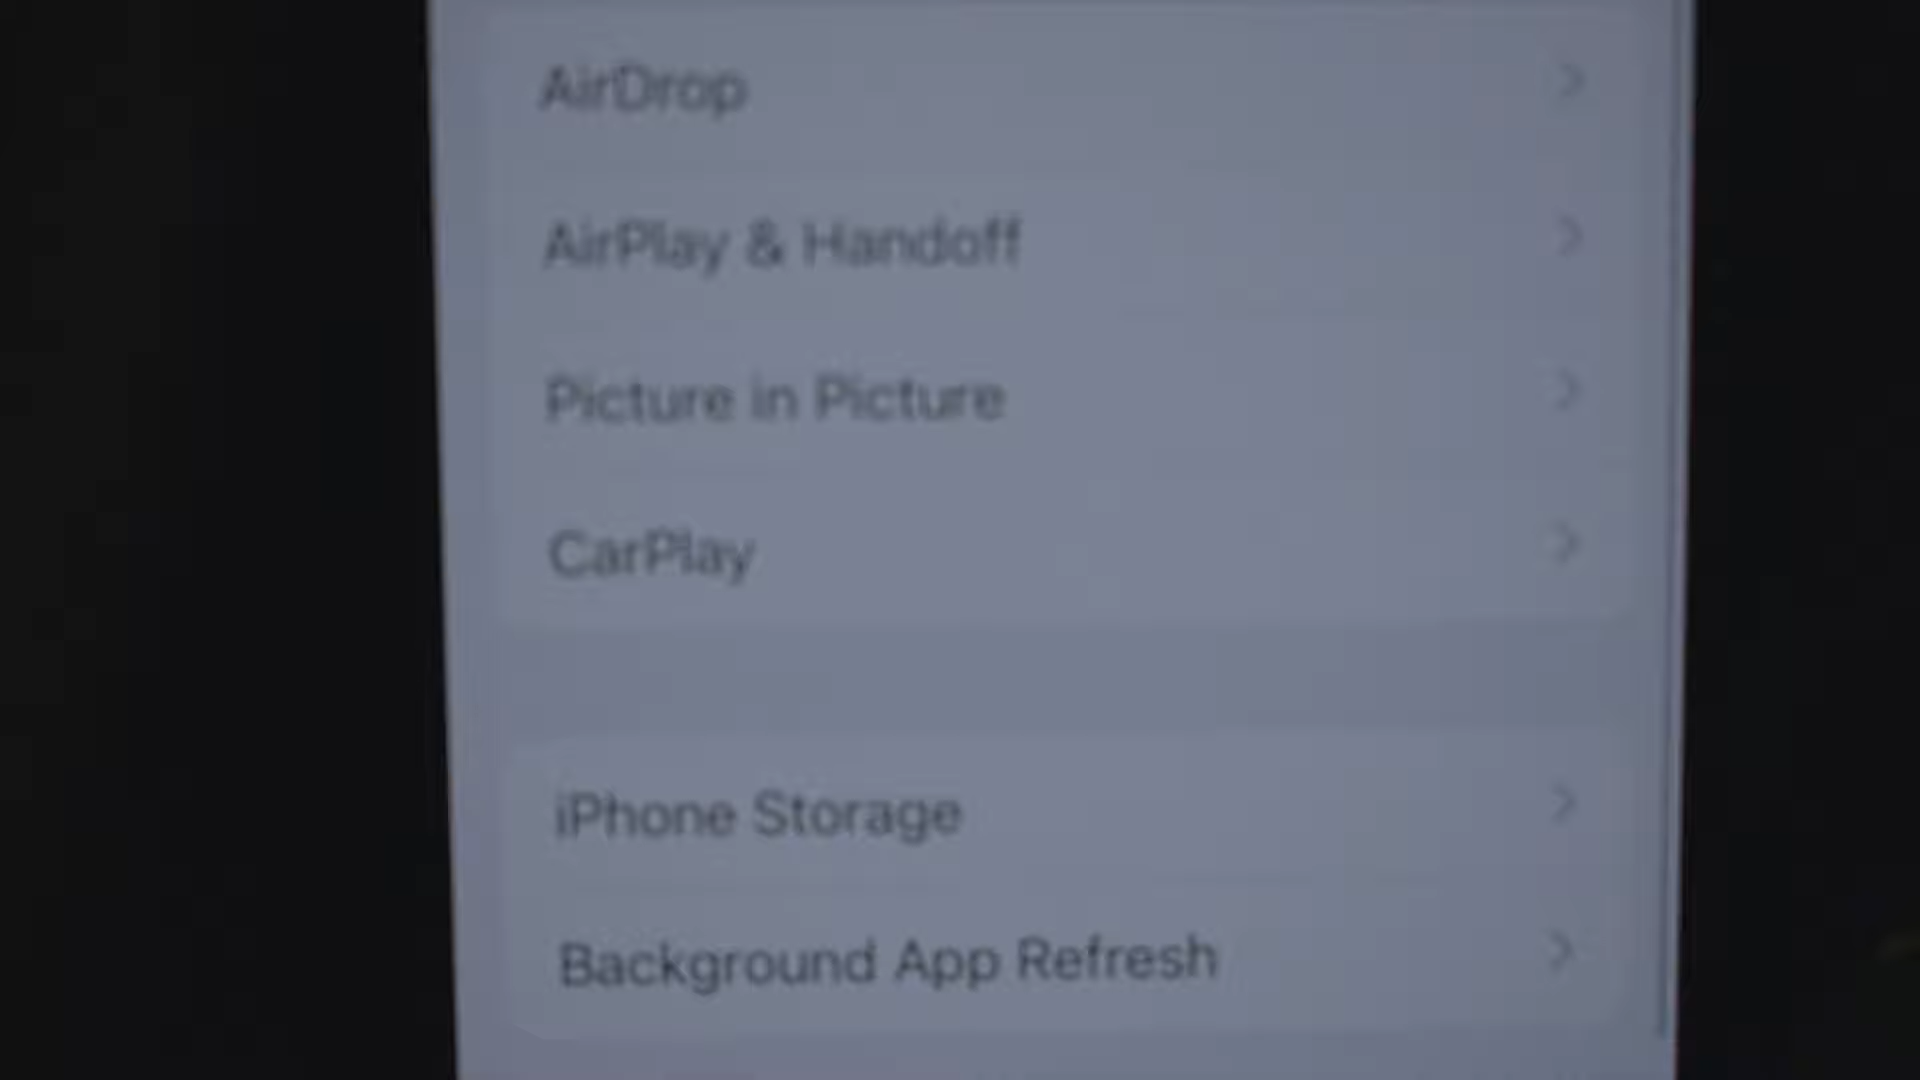 AirDrop
AirPlay & Handoff
Picture in Picture
CarPlay
iPhone Storage
Background App Refresh